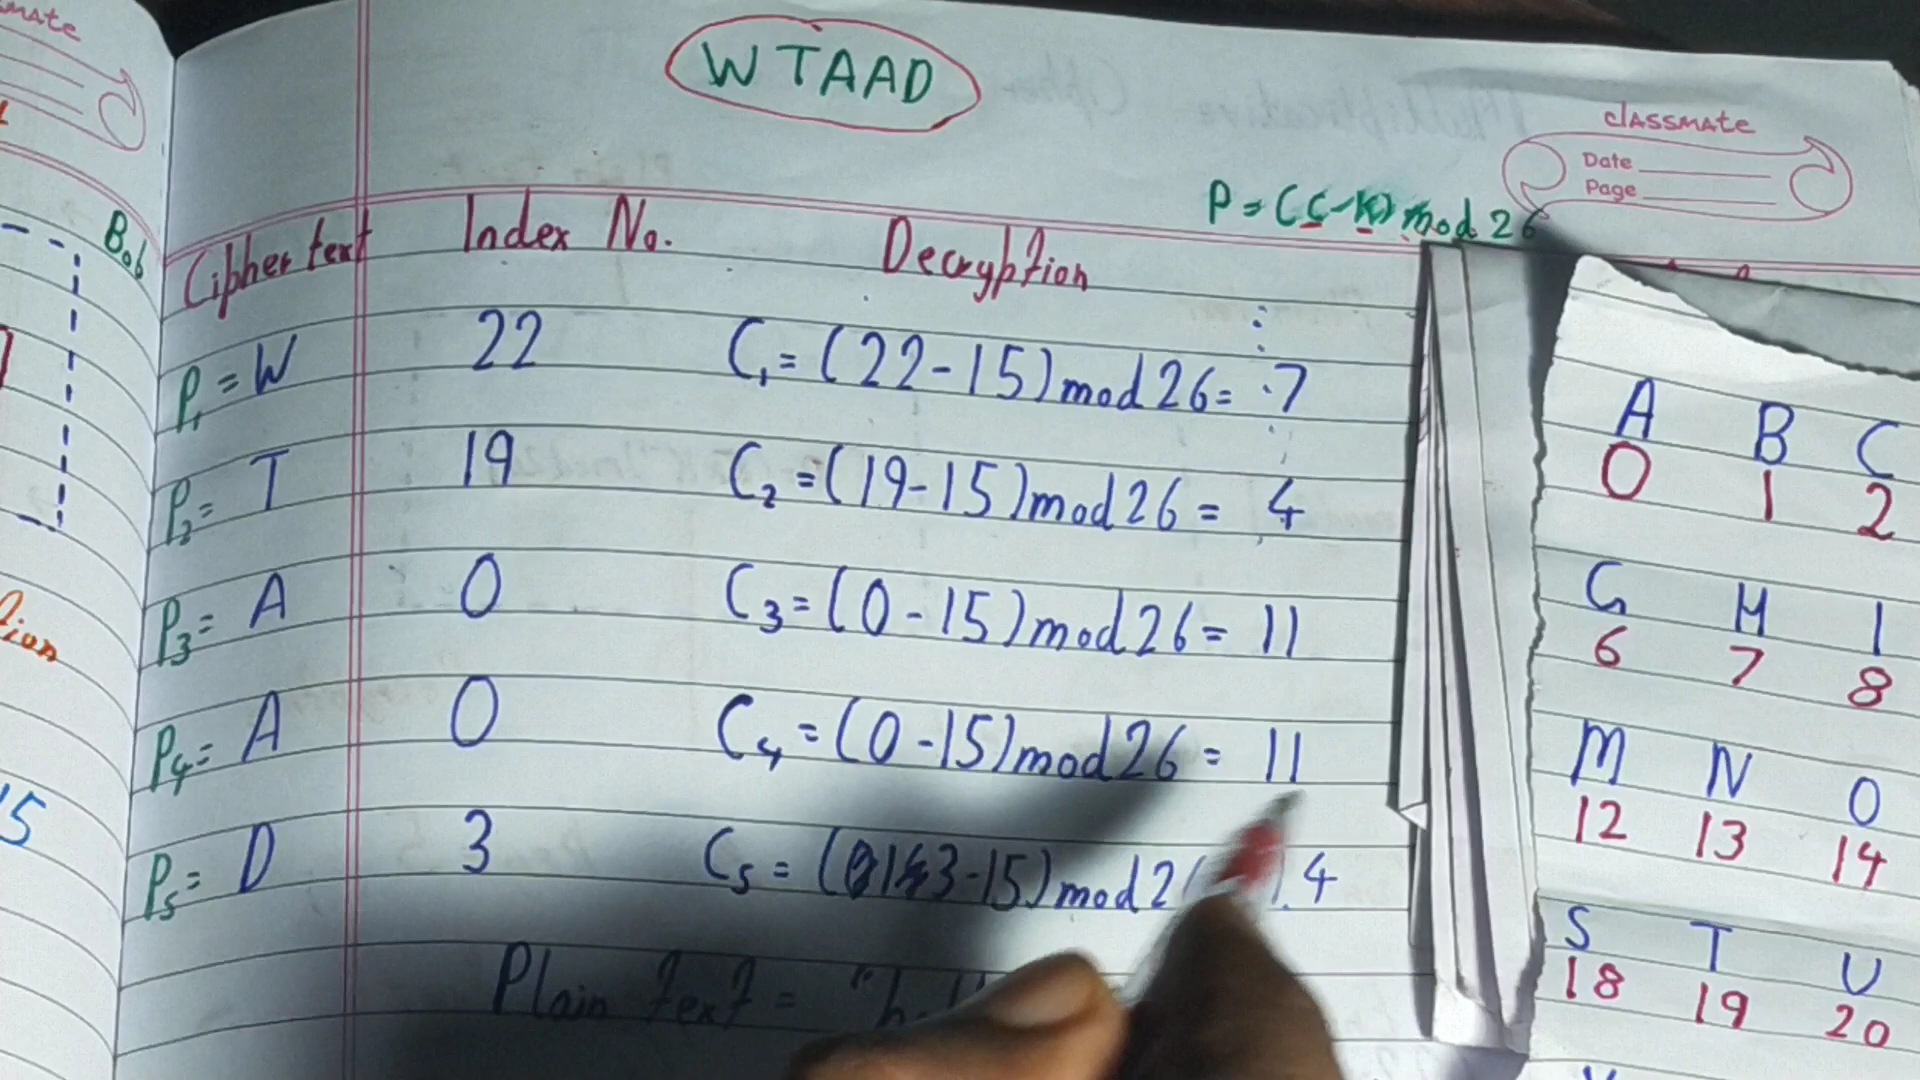 WTAAD
classmate
Date
Page
P = (C-K) mod 26
Cipher text Index No. Decryption
P1 = W 22 C1 = (22-15) mod 26 = 7
P2 = T 19 C2 = (19-15) mod 26 = 4
P3 = A 0 C3 = (0-15) mod 26 = 11
P4 = A 0 C4 = (0-15) mod 26 = 11
P5 = D 3 C5 = (3-15) mod 2 4
Plain text =
Bob
15
A B C
0 1 2
G H I
6 7 8
M N O
12 13 14
S T U
18 19 20